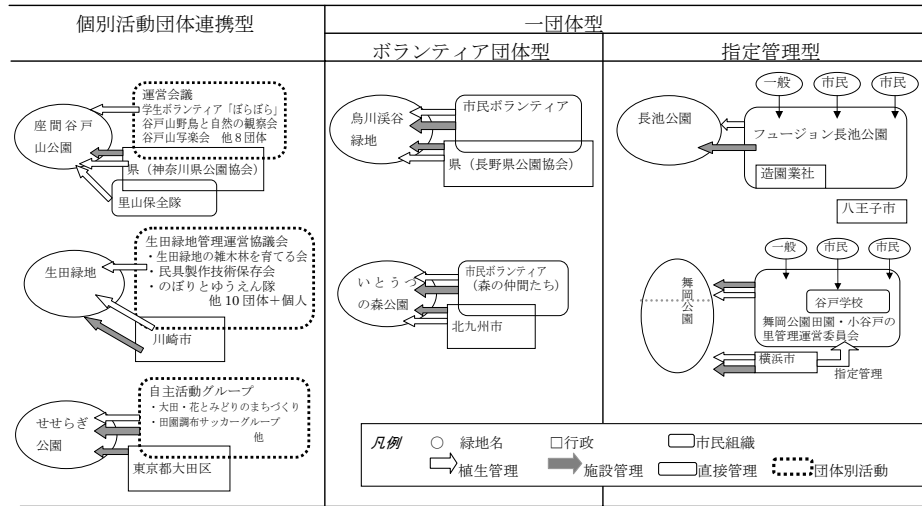 個別活動団体連携型
一団体型
ボランティア団体型
指定管理型
座間谷戸
山公園
運営会議
学生ボランティア「ぽらぽら」
谷戸山野鳥と自然の観察会
谷戸山写楽会　他8団体
県（神奈川県公園協会）
里山保全隊
生田緑地
生田緑地管理運営協議会
・生田緑地の雑木林を育てる会
・民具製作技術保存会
・のぼりとゆうえん隊
他10団体＋個人
川崎市
せせらぎ
公園
自主活動グループ
・大田・花とみどりのまちづくり
・田園調布サッカーグループ
他
東京都大田区
烏川渓谷
緑地
市民ボランティア
県（長野県公園協会）
いとうづ
の森公園
市民ボランティア
（森の仲間たち）
北九州市
一般
市民
市民
長池公園
フュージョン長池公園
造園業社
八王子市
一般
市民
市民
舞岡公園
谷戸学校
舞岡公園田園・小谷戸の
里管理運営委員会
横浜市
指定管理
凡例　○　緑地名　□行政　市民組織
植生管理　施設管理　直接管理　団体別活動